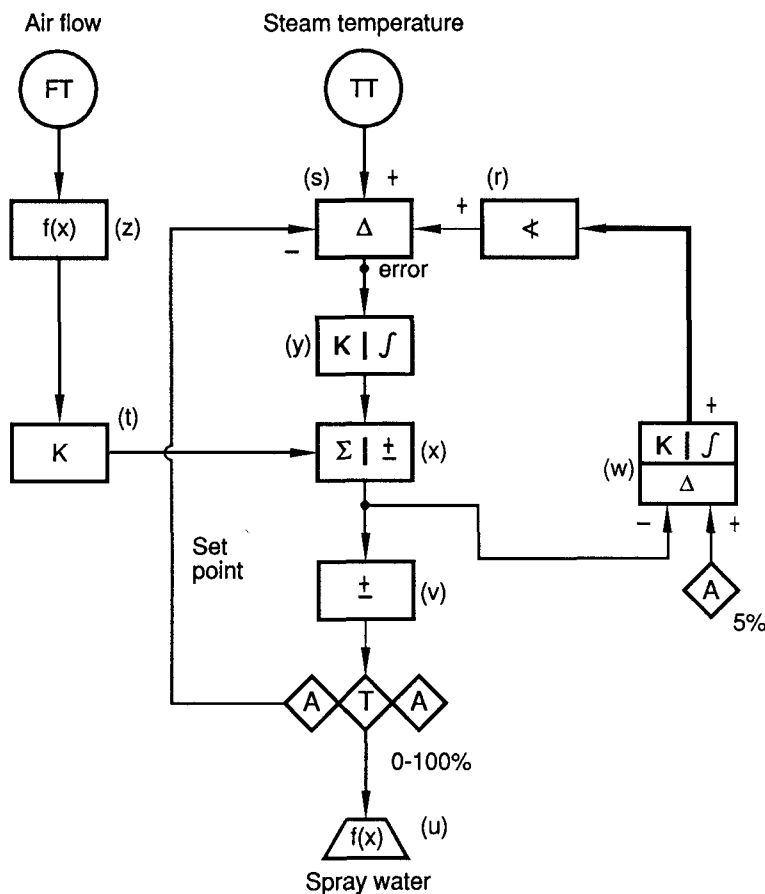 Air flow
Steam temperature
FT
TT
(s)
+
(r)
f(x)
(z)
Δ
+
∢
−
error
(y)
K | ∫
(t)
K
Σ | ±
(x)
+
K | ∫
(w)
Δ
−
+
Set
point
±
(v)
A
5%
A
T
A
0-100%
f(x)
(u)
Spray water